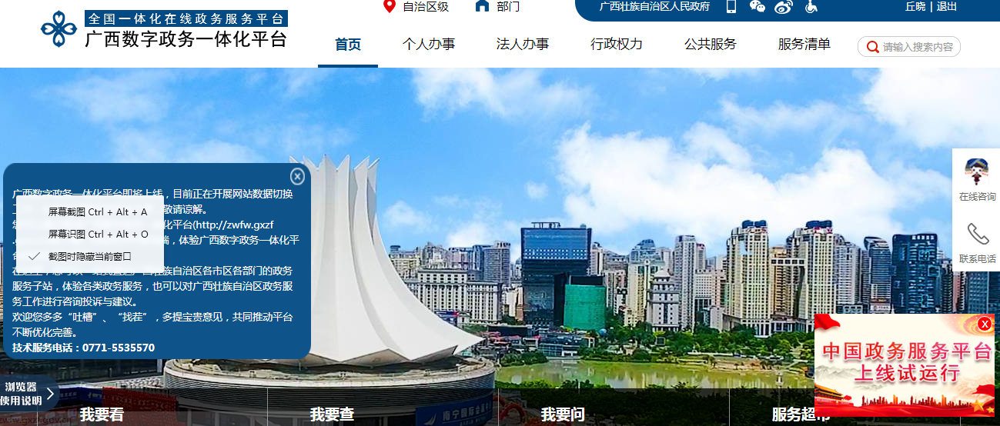 自治区级
部门
广西壮族自治区人民政府
丘晓 | 退出
全国一体化在线政务服务平台
广西数字政务一体化平台
首页
个人办事
法人办事
行政权力
公共服务
服务清单
请输入搜索内容
广西数字政务一体化平台即将上线，目前正在开展网站数据切换
敬请谅解。
化平台(http://zwfw.gxzf
，体验广西数字政务一体化平
屏幕截图 Ctrl + Alt + A
屏幕识图 Ctrl + Alt + O
截图时隐藏当前窗口
壮族自治区各市区各部门的政务
服务子站，体验各类政务服务，也可以对广西壮族自治区政务服
务工作进行咨询投诉与建议。
欢迎您多多“吐槽”、“找茬”，多提宝贵意见，共同推动平台
不断优化完善。
技术服务电话：0771-5535570
在线咨询
联系电话
X
中国政务服务平台
上线试运行
浏览器
使用说明
我要看
我要查
我要问
服务超市
南宁国际会展中心